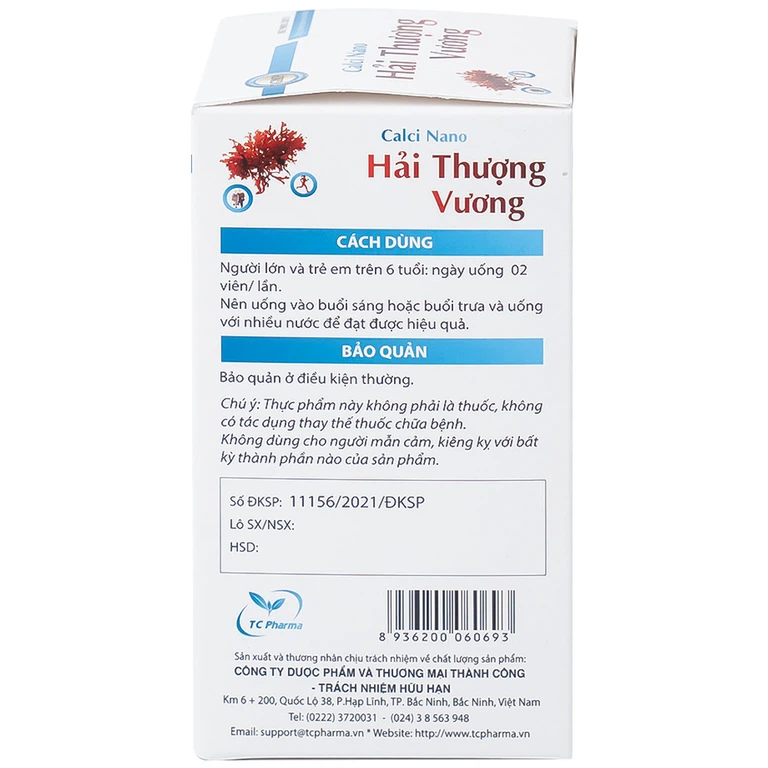 Calci Nano
Hải Thượng
Vương
Calci Nano
Hải Thượng
Vương
CÁCH DÙNG
Người lớn và trẻ em trên 6 tuổi: ngày uống 02
viên/ lần.
Nên uống vào buổi sáng hoặc buổi trưa và uống
với nhiều nước để đạt được hiệu quả.
BẢO QUẢN
Bảo quản ở điều kiện thường.
Chú ý: Thực phẩm này không phải là thuốc, không
có tác dụng thay thế thuốc chữa bệnh.
Không dùng cho người mẫn cảm, kiêng kỵ với bất
kỳ thành phần nào của sản phẩm.
Số ĐKSP: 11156/2021/ĐKSP
Lô SX/NSX:
HSD:
TC Pharma
8 936200 060693
Sản xuất và thương nhân chịu trách nhiệm về chất lượng sản phẩm:
CÔNG TY DƯỢC PHẨM VÀ THƯƠNG MẠI THÀNH CÔNG
- TRÁCH NHIỆM HỮU HẠN
Km 6 + 200, Quốc Lộ 38, P.Hạp Lĩnh, TP. Bắc Ninh, Bắc Ninh, Việt Nam
Tel: (0222) 3720031 - (024) 3 8 563 948
Email: support@tcpharma.vn * Website: http://www.tcpharma.vn